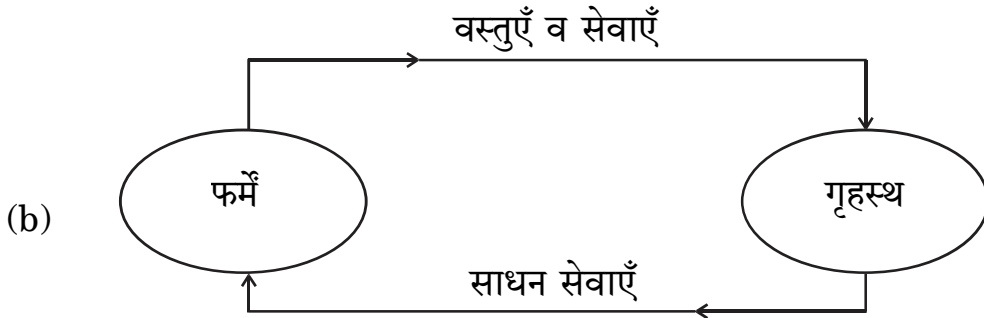 वस्तुएँ व सेवाएँ
(b)
फर्में
गृहस्थ
साधन सेवाएँ